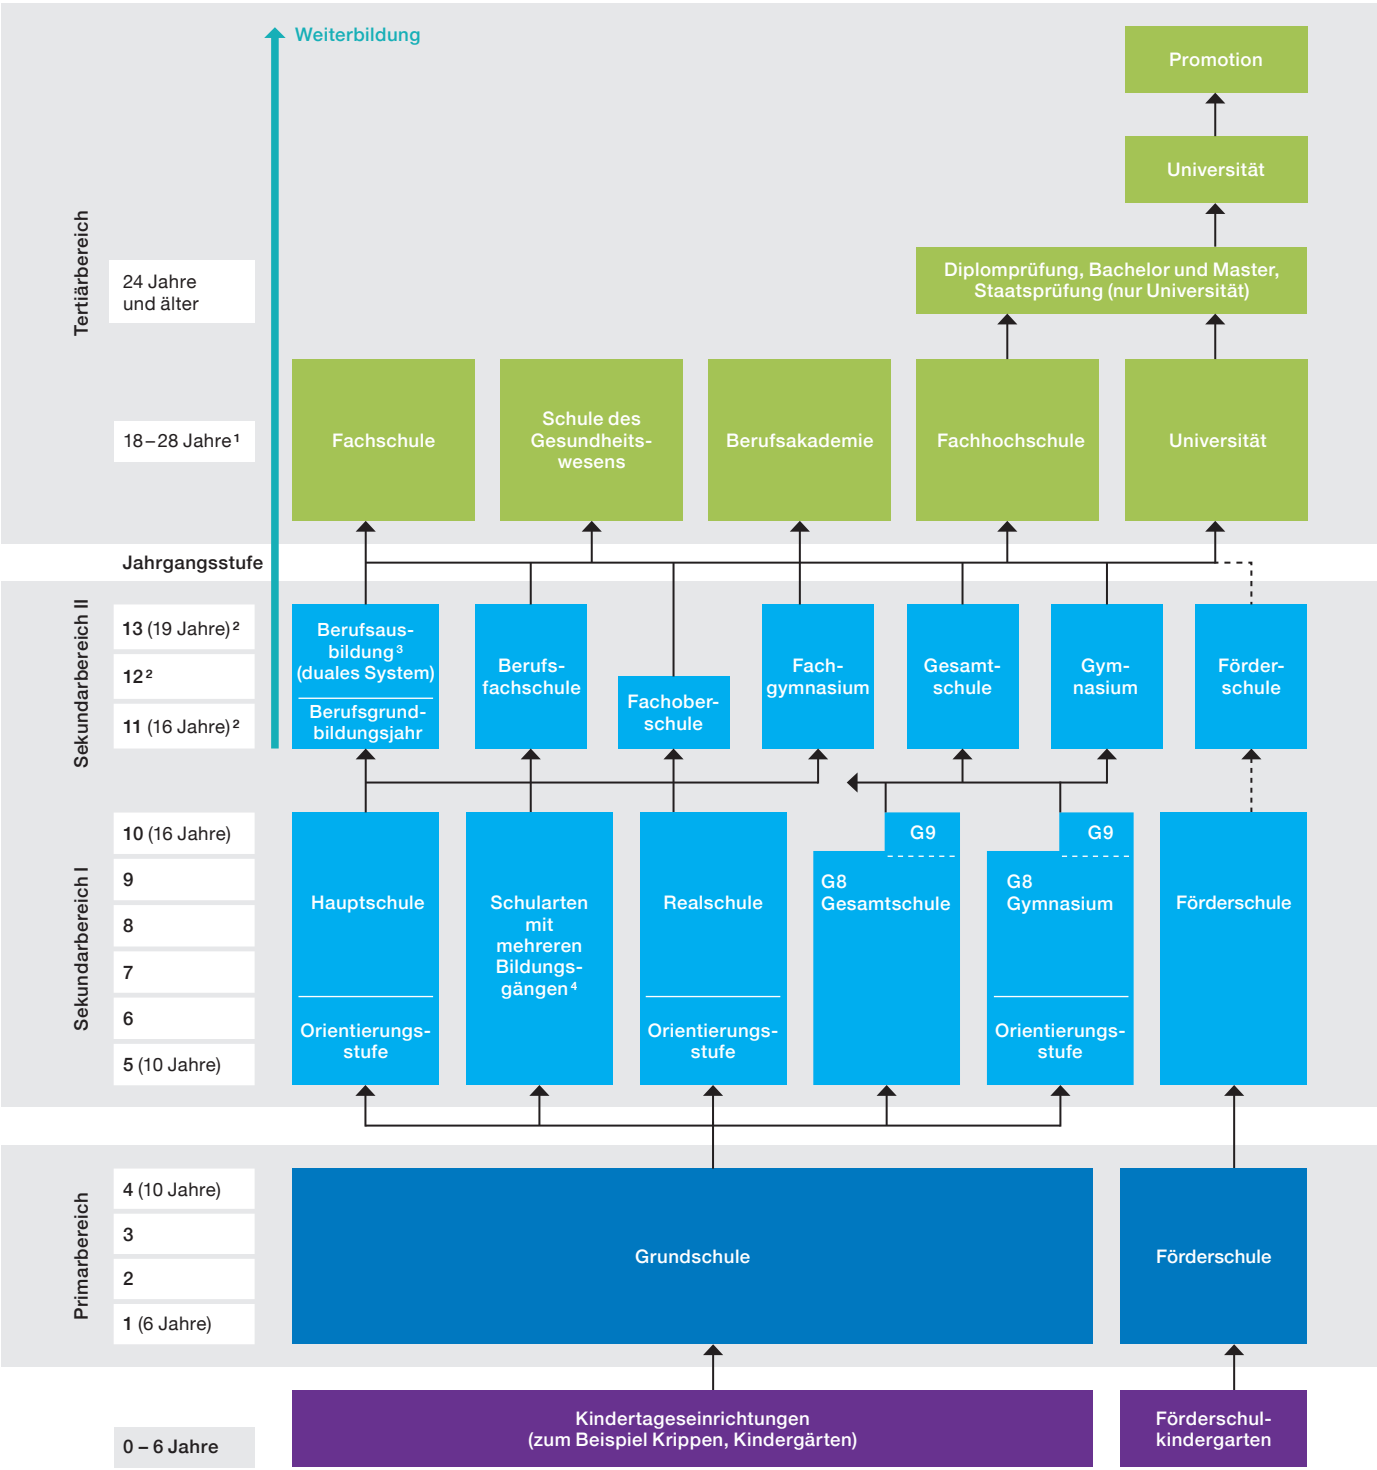 Weiterbildung
Promotion
Universität
Tertiärbereich
24 Jahre
und älter
Diplomprüfung, Bachelor und Master,
Staatsprüfung (nur Universität)
18–28 Jahre¹
Fachschule
Schule des
Gesundheits-
wesens
Berufsakademie
Fachhochschule
Universität
Jahrgangsstufe
Sekundarbereich II
13 (19 Jahre)²
12²
11 (16 Jahre)²
Berufsaus-
bildung³
(duales System)
Berufsgrund-
bildungsjahr
Berufs-
fachschule
Fachober-
schule
Fach-
gymnasium
Gesamt-
schule
Gym-
nasium
Förder-
schule
Sekundarbereich I
10 (16 Jahre)
9
8
7
6
5 (10 Jahre)
Hauptschule
Orientierungs-
stufe
Schularten
mit
mehreren
Bildungs-
gängen⁴
Realschule
Orientierungs-
stufe
G9
G8
Gesamtschule
G9
G8
Gymnasium
Orientierungs-
stufe
Förderschule
Primarbereich
4 (10 Jahre)
3
2
1 (6 Jahre)
Grundschule
Förderschule
0 – 6 Jahre
Kindertageseinrichtungen
(zum Beispiel Krippen, Kindergärten)
Förderschul-
kindergarten